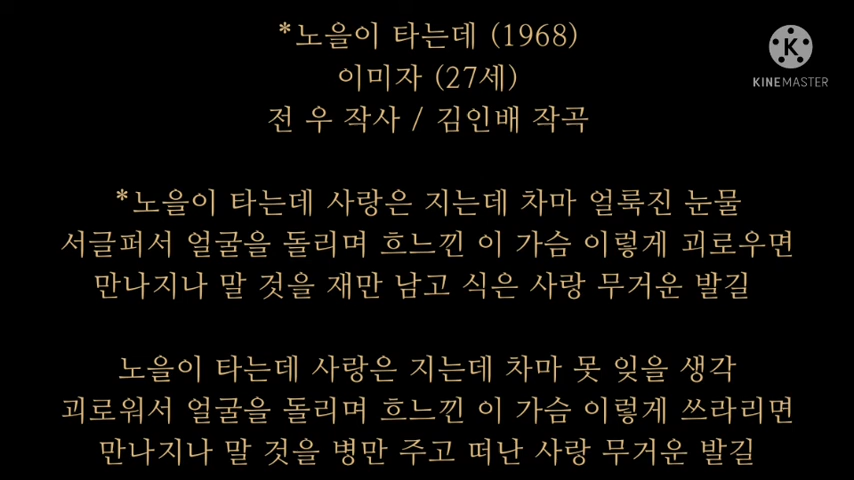 *노을이 타는데 (1968)
이미자 (27세)
전 우 작사 / 김인배 작곡
K
KINEMASTER
*노을이 타는데 사랑은 지는데 차마 얼룩진 눈물
서글퍼서 얼굴을 돌리며 흐느낀 이 가슴 이렇게 괴로우면
만나지나 말 것을 재만 남고 식은 사랑 무거운 발길
노을이 타는데 사랑은 지는데 차마 못 잊을 생각
괴로워서 얼굴을 돌리며 흐느낀 이 가슴 이렇게 쓰라리면
만나지나 말 것을 병만 주고 떠난 사랑 무거운 발길